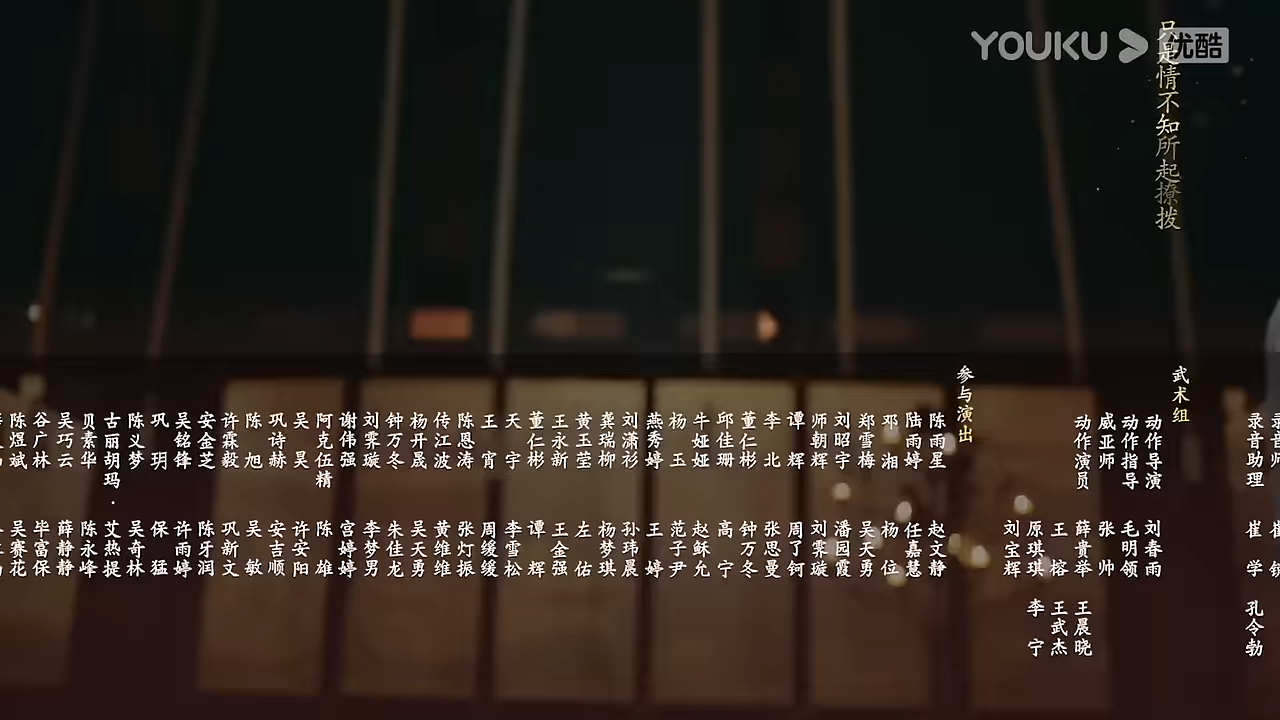 YOUKU 优酷
只是情不知所起撩拨
录音助理 崔学 孔令勃
武术组
动作导演 刘春雨
动作指导 毛明领
威亚师 张帅
动作演员 薛贵举 王晨晓
王榕 王武杰
原琪琪 李宁
刘宝辉
参与演出
陈雨星 赵文静
陆雨婷 任嘉慧
邓湘 杨位
郑雪梅 吴天勇
刘昭宇 潘园霞
师朝辉 刘霁璇
谭辉 周了钶
李北 张思曼
董仁彬 钟万冬
邱佳珊 高宁
牛娅娅 赵稣允
杨玉 范子尹
燕秀婷 王婷
刘潇衫 孙玮晨
龚瑞柳 杨梦琪
黄玉莹 左佑
王永新 王金强
董仁彬 谭辉
天宇 李雪松
王宵 周缓缓
陈恩涛 张灯振
传江波 黄维维
杨开晟 吴天天
钟万冬 朱佳龙
刘霁璇 李梦男
谢伟强 宫婷婷
阿克伍精 陈雄
吴昊 许安阳
巩诗赫 安吉顺
陈旭 吴敏
许霖毅 巩新文
安金芝 陈牙润
吴铭锋 许雨婷
巩玥 保猛
陈义梦 吴奇林
古丽胡玛·艾热提
贝素华 陈永峰
吴巧云 薛静静
谷广林 毕富保
陈煜斌 吴赛花